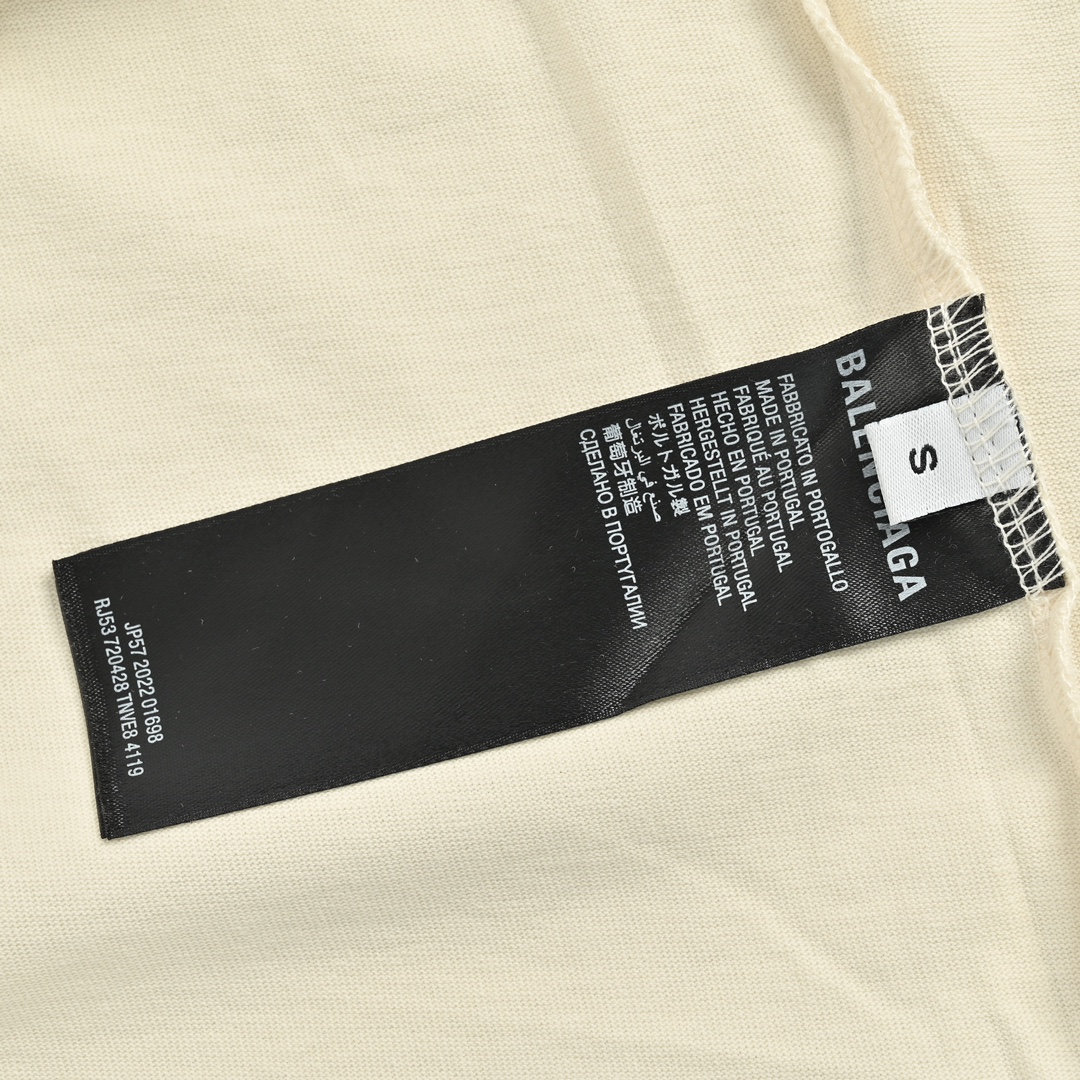 BALENCIAGA
S
FABBRICATO IN PORTOGALLO
MADE IN PORTUGAL
FABRIQUÉ AU PORTUGAL
HECHO EN PORTUGAL
HERGESTELLT IN PORTUGAL
FABRICADO EM PORTUGAL
ポルトガル製
صنع في البرتغال
葡萄牙制造
СДЕЛАНО В ПОРТУГАЛИИ
JP57 2022 01698
RJ53 720428 TNVE8 4119